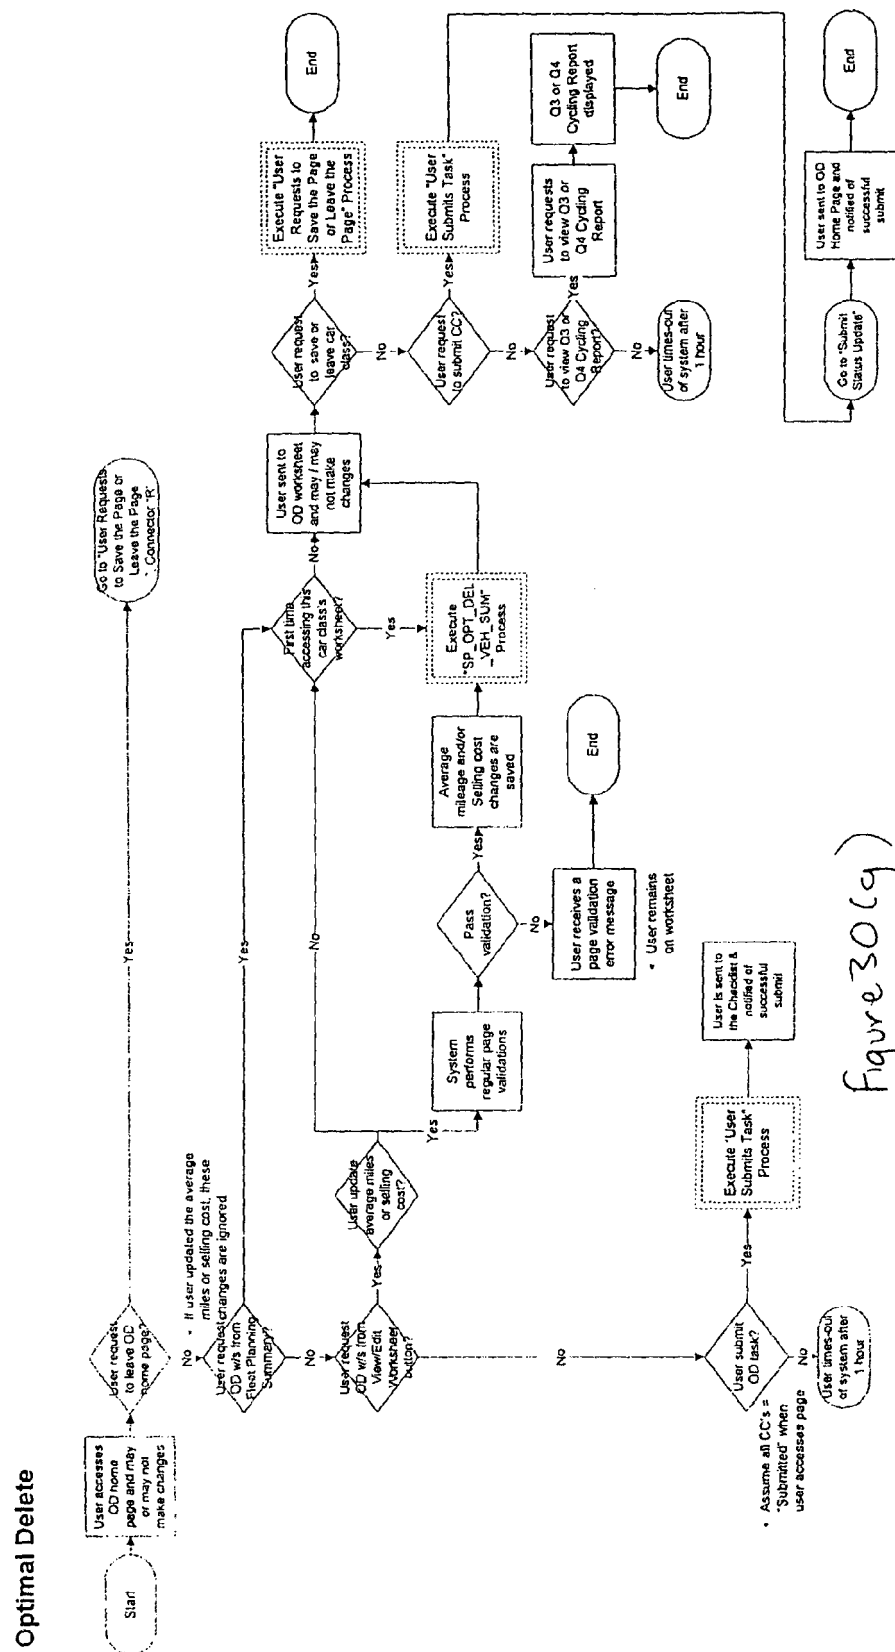 Optimal Delete
Start
User accesses
OD home
page and may
or may not
make changes
User request
to leave OD
home page?
Yes
Go to "User Requests
to Save the Page or
Leave the Page
". Connector "R"
No
• If user updated the average
miles or selling cost, these
changes are ignored
User request
OD w/s from
Fleet Planning
Summary?
Yes
No
User request
OD w/s from
View/Edit
Worksheet
button?
Yes
User update
average miles
or selling
cost?
No
Yes
First time
accessing this
car class's
worksheet?
No
Yes
User sent to
OD worksheet
and may / may
not make
changes
User request
to save or
leave car
class?
Yes
Execute "User
Requests to
Save the Page
or Leave the
Page" Process
End
No
User request
to submit CC?
Yes
Execute "User
Submits Task"
Process
No
User request
to view Q3 or
Q4 Cycling
Report?
Yes
User requests
to view Q3 or
Q4 Cycling
Report
Q3 or Q4
Cycling Report
displayed
End
No
User times-out
of system after
1 hour
System
performs
regular page
validations
Pass
validation?
Yes
Average
mileage and/or
Selling cost
changes are
saved
Execute
"SP_OPT_DEL
_VEH_SUM"
Process
No
User receives a
page validation
error message
End
• User remains
on worksheet
No
User submit
OD task?
Yes
Execute "User
Submits Task"
Process
User is sent to
the Checklist &
notified of
successful
submit
No
User times-out
of system after
1 hour
• Assume all CC's =
"Submitted" when
user accesses page
Go to "Submit
Status Update"
User sent to OD
Home Page and
notified of
successful
submit
End
Figure 30(g)